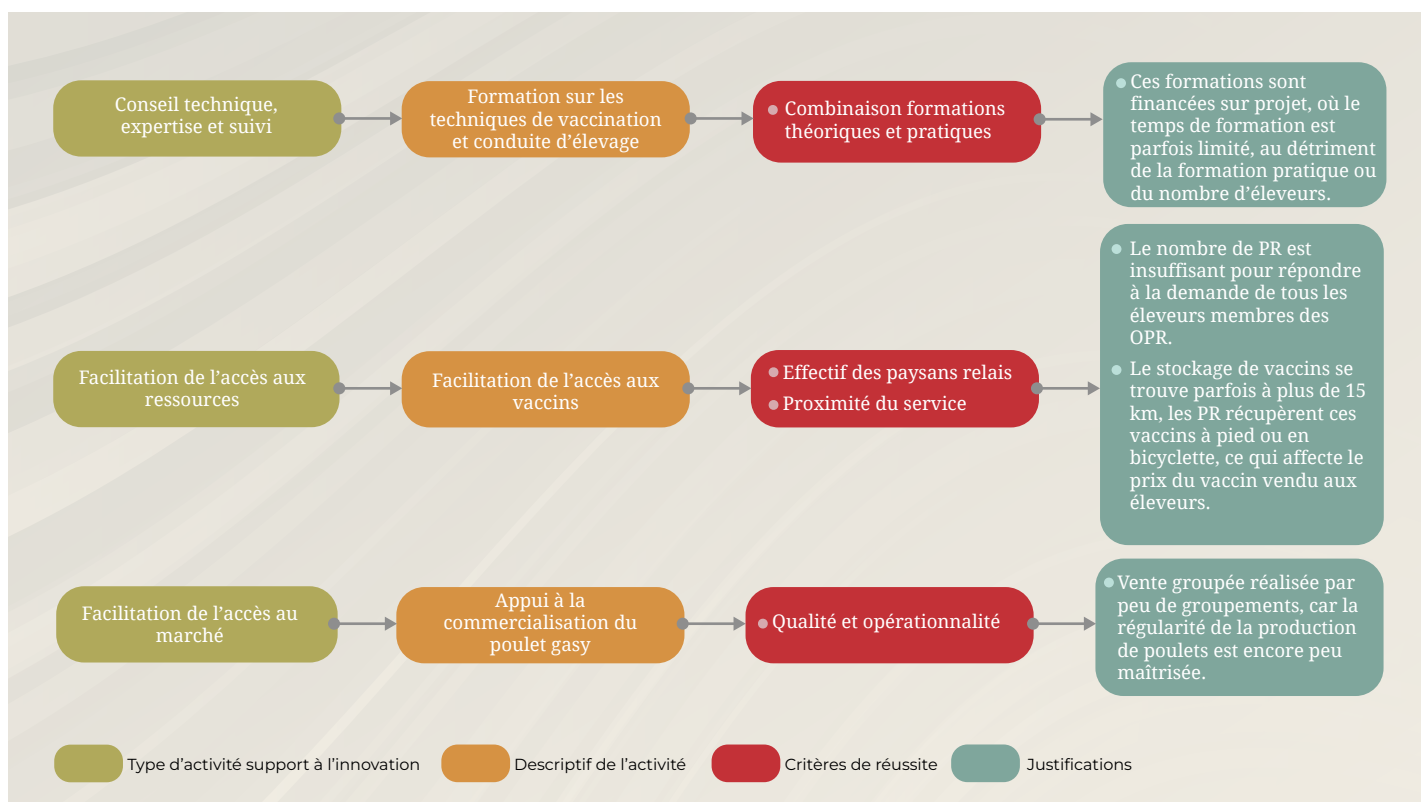 Conseil technique,
expertise et suivi
Formation sur les
techniques de vaccination
et conduite d’élevage
• Combinaison formations
théoriques et pratiques
• Ces formations sont
financées sur projet, où le
temps de formation est
parfois limité, au détriment
de la formation pratique ou
du nombre d’éleveurs.
Facilitation de l’accès aux
ressources
Facilitation de l’accès aux
vaccins
• Effectif des paysans relais
• Proximité du service
• Le nombre de PR est
insuffisant pour répondre
à la demande de tous les
éleveurs membres des
OPR.
• Le stockage de vaccins se
trouve parfois à plus de 15
km, les PR récupèrent ces
vaccins à pied ou en
bicyclette, ce qui affecte le
prix du vaccin vendu aux
éleveurs.
Facilitation de l’accès au
marché
Appui à la
commercialisation du
poulet gasy
• Qualité et opérationnalité
• Vente groupée réalisée par
peu de groupements, car la
régularité de la production
de poulets est encore peu
maîtrisée.
Type d’activité support à l’innovation
Descriptif de l’activité
Critères de réussite
Justifications